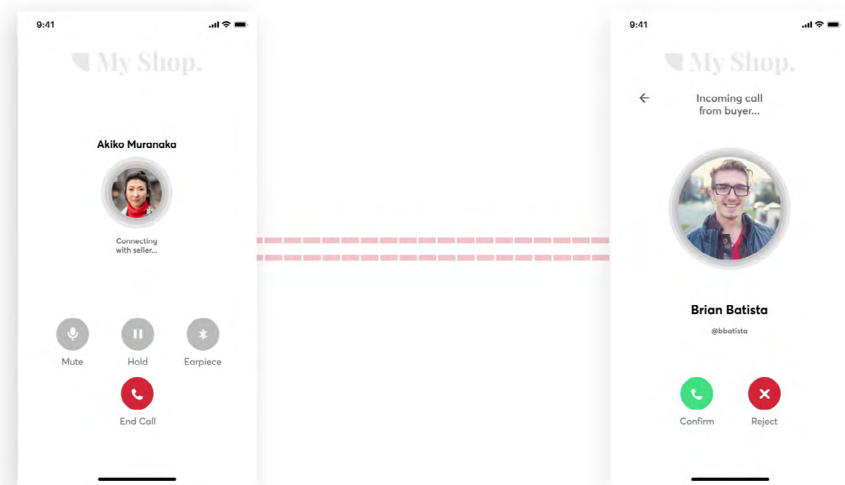 9:41
My Shop.
Akiko Muranaka
Connecting
with seller...
Mute
Hold
Earpiece
End Call
9:41
My Shop.
Incoming call
from buyer...
Brian Batista
@bbatista
Confirm
Reject